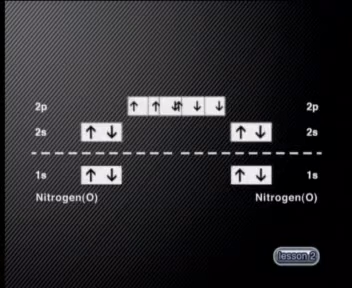 2p 2p
2s 2s
1s 1s
Nitrogen(O) Nitrogen(O)
lesson 2